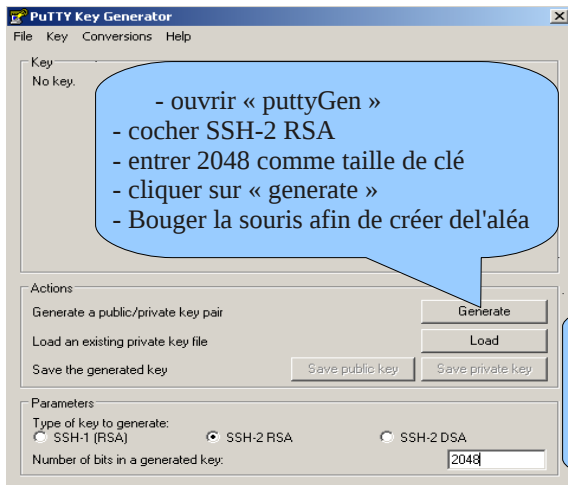 PuTTY Key Generator
File Key Conversions Help
Key
No key.
- ouvrir « puttyGen »
- cocher SSH-2 RSA
- entrer 2048 comme taille de clé
- cliquer sur « generate »
- Bouger la souris afin de créer del'aléa
Actions
Generate a public/private key pair Generate
Load an existing private key file Load
Save the generated key Save public key Save private key
Parameters
Type of key to generate:
SSH-1 (RSA) SSH-2 RSA SSH-2 DSA
Number of bits in a generated key: 2048